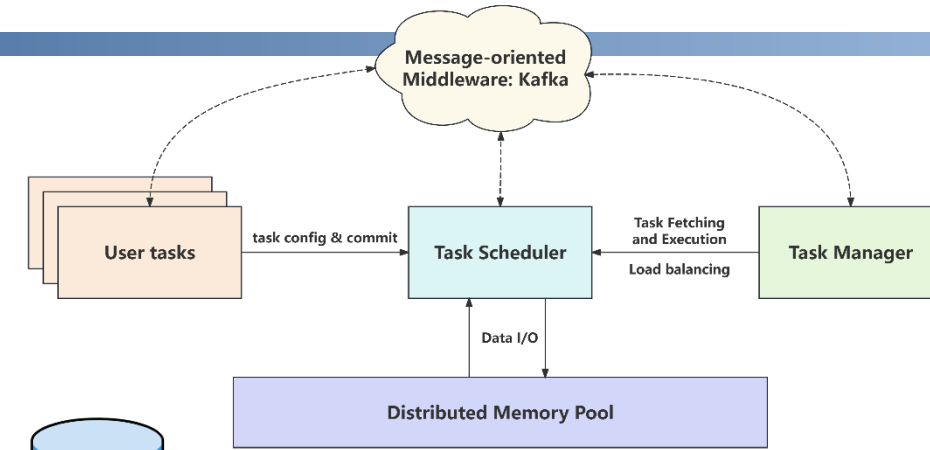 Message-oriented
Middleware: Kafka
User tasks
task config & commit
Task Scheduler
Task Fetching
and Execution
Load balancing
Task Manager
Data I/O
Distributed Memory Pool